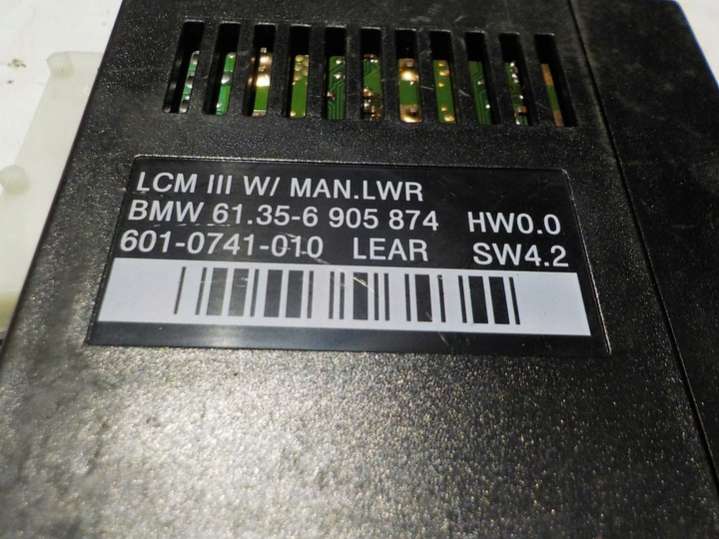 LCM III W/ MAN.LWR
BMW 61.35-6 905 874 HW0.0
601-0741-010 LEAR SW4.2